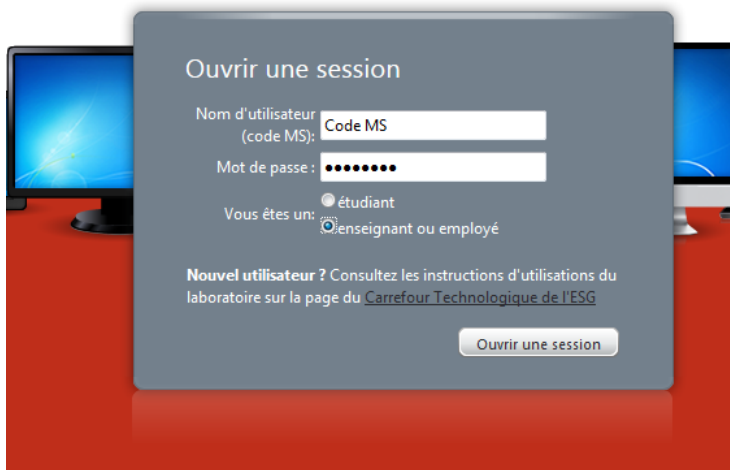 Ouvrir une session
Nom d'utilisateur
(code MS):
Code MS
Mot de passe :
••••••••
Vous êtes un:
étudiant
enseignant ou employé
Nouvel utilisateur ? Consultez les instructions d'utilisations du
laboratoire sur la page du Carrefour Technologique de l'ESG
Ouvrir une session